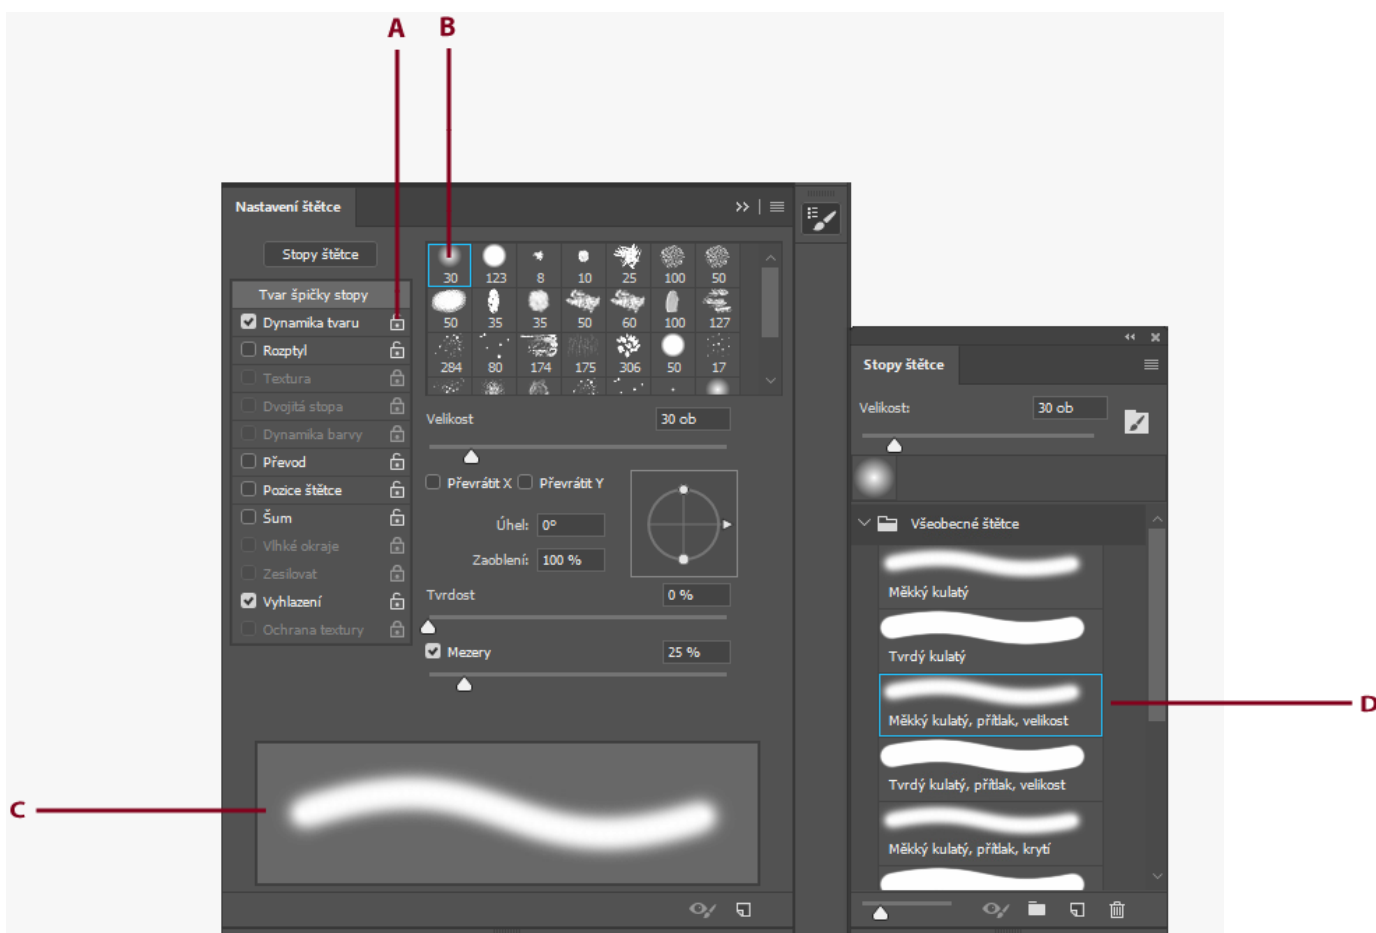 A B
Nastavení štětce
Stopy štětce
Tvar špičky stopy
Dynamika tvaru
Rozptyl
Textura
Dvojitá stopa
Dynamika barvy
Převod
Pozice štětce
Šum
Vlhké okraje
Zesilovat
Vyhlazení
Ochrana textury
30 123 8 10 25 100 50
50 35 35 50 60 100 127
284 80 174 175 306 50 17
Velikost 30 ob
Převrátit X Převrátit Y
Úhel: 0º
Zaoblení: 100 %
Tvrdost 0 %
Mezery 25 %
C
Stopy štětce
Velikost: 30 ob
Všeobecné štětce
Měkký kulatý
Tvrdý kulatý
Měkký kulatý, přítlak, velikost
Tvrdý kulatý, přítlak, velikost
Měkký kulatý, přítlak, krytí
D